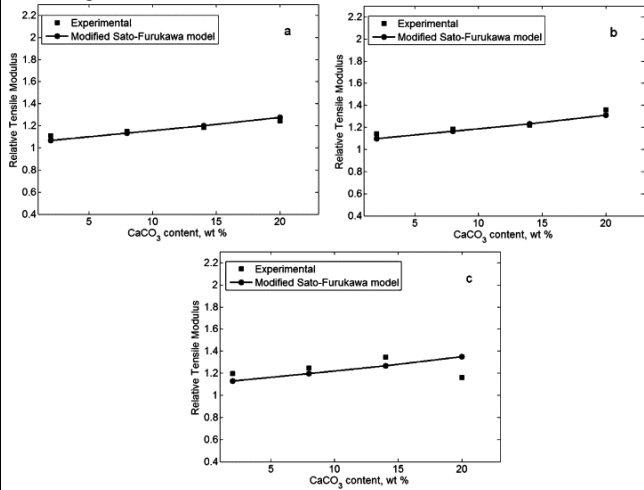 Experimental
Modified Sato-Furukawa model
a
2.2
2
1.8
1.6
1.4
1.2
1
0.8
0.6
0.4
Relative Tensile Modulus
5 10 15 20
CaCO3 content, wt %
Experimental
Modified Sato-Furukawa model
b
2.2
2
1.8
1.6
1.4
1.2
1
0.8
0.6
0.4
Relative Tensile Modulus
5 10 15 20
CaCO3 content, wt %
Experimental
Modified Sato-Furukawa model
c
2.2
2
1.8
1.6
1.4
1.2
1
0.8
0.6
0.4
Relative Tensile Modulus
5 10 15 20
CaCO3 content, wt %